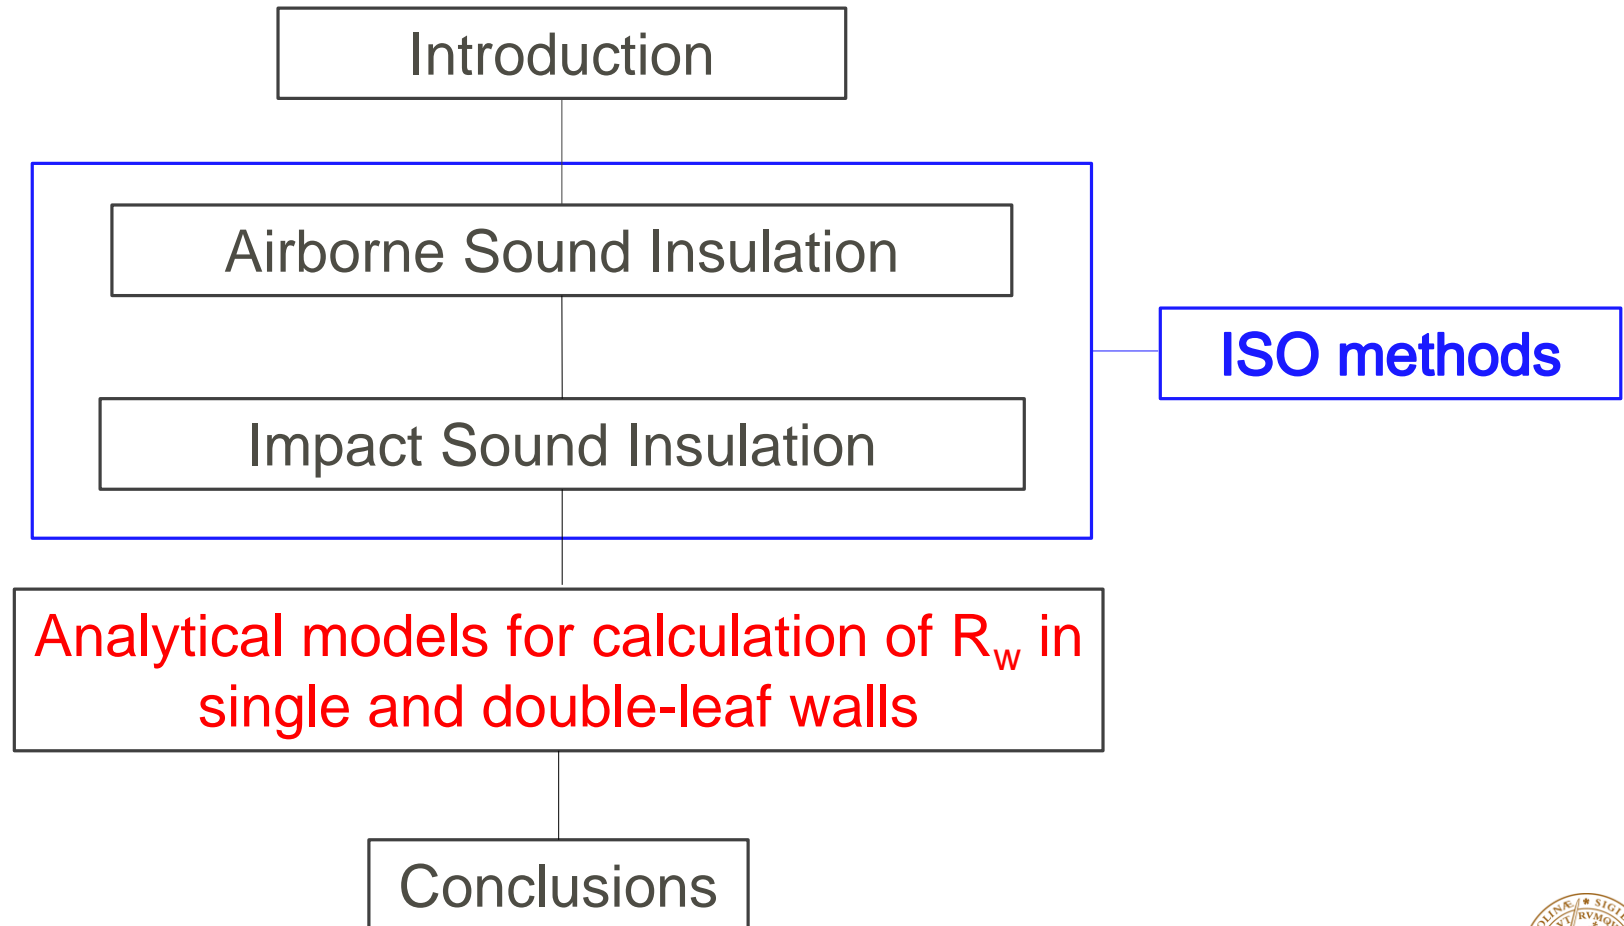 Introduction
Airborne Sound Insulation
ISO methods
Impact Sound Insulation
Analytical models for calculation of Rw in
single and double-leaf walls
Conclusions